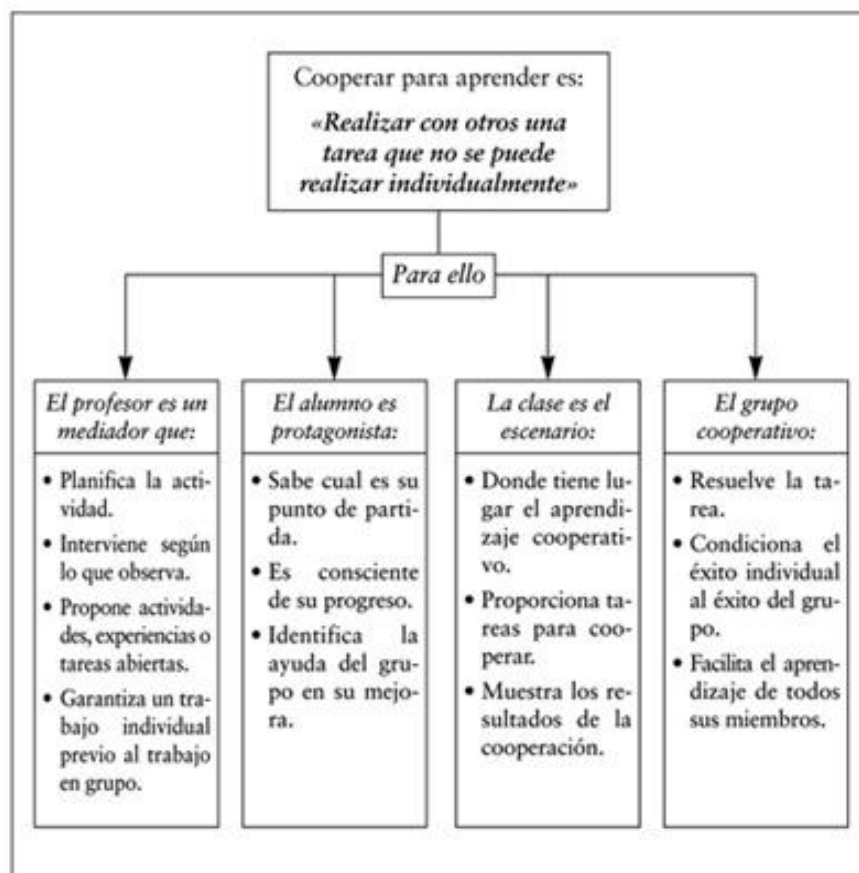 Cooperar para aprender es:
«Realizar con otros una
tarea que no se puede
realizar individualmente»
Para ello
El profesor es un
mediador que:
• Planifica la acti-
vidad.
• Interviene según
lo que observa.
• Propone activida-
des, experiencias o
tareas abiertas.
• Garantiza un tra-
bajo individual
previo al trabajo
en grupo.
El alumno es
protagonista:
• Sabe cual es su
punto de parti-
da.
• Es consciente
de su progreso.
• Identifica la
ayuda del gru-
po en su mejo-
ra.
La clase es el
escenario:
• Donde tiene lu-
gar el aprendi-
zaje cooperati-
vo.
• Proporciona ta-
reas para coo-
perar.
• Muestra los re-
sultados de la
cooperación.
El grupo
cooperativo:
• Resuelve la ta-
rea.
• Condiciona el
éxito individual
al éxito del gru-
po.
• Facilita el apren-
dizaje de todos
sus miembros.